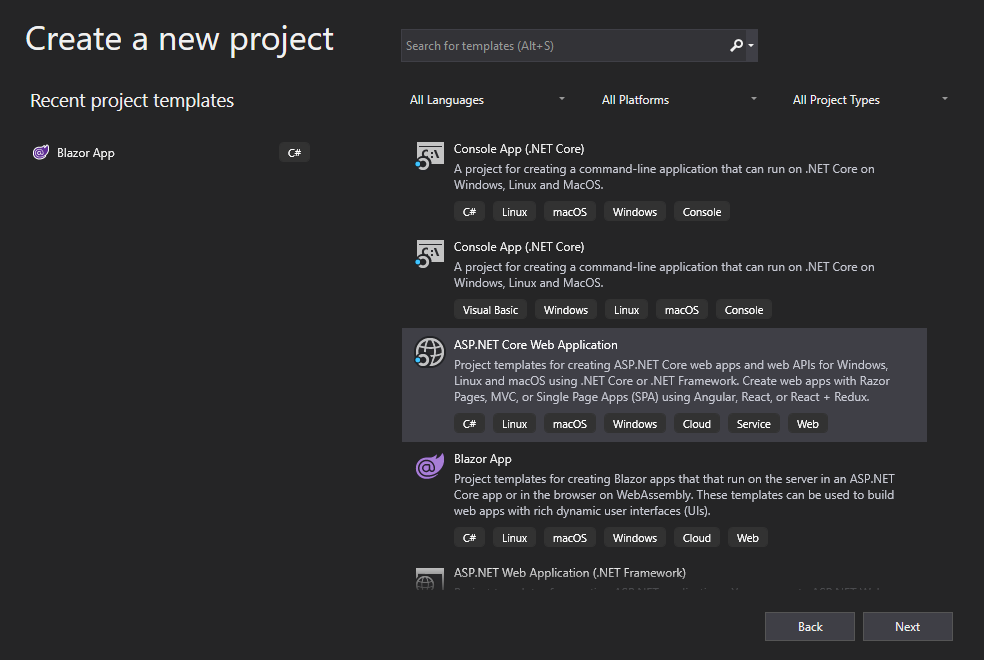 Create a new project
Search for templates (Alt+S)
Recent project templates
All Languages
All Platforms
All Project Types
Blazor App
C#
Console App (.NET Core)
A project for creating a command-line application that can run on .NET Core on
Windows, Linux and MacOS.
C# Linux macOS Windows Console
Console App (.NET Core)
A project for creating a command-line application that can run on .NET Core on
Windows, Linux and MacOS.
Visual Basic Windows Linux macOS Console
ASP.NET Core Web Application
Project templates for creating ASP.NET Core web apps and web APIs for Windows,
Linux and macOS using .NET Core or .NET Framework. Create web apps with Razor
Pages, MVC, or Single Page Apps (SPA) using Angular, React, or React + Redux.
C# Linux macOS Windows Cloud Service Web
Blazor App
Project templates for creating Blazor apps that that run on the server in an ASP.NET
Core app or in the browser on WebAssembly. These templates can be used to build
web apps with rich dynamic user interfaces (UIs).
C# Linux macOS Windows Cloud Web
ASP.NET Web Application (.NET Framework)
Back
Next